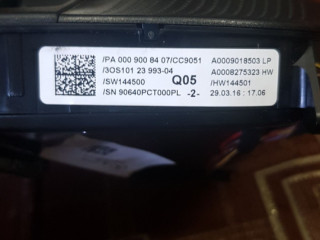 /PA 000 900 84 07/CC9051 A0009018503 LP
/3OS101 23 993-04 A0008275323 HW
/SW144500 Q05 /HW144501
/SN 90640PCT000PL -2- 29.03.16 : 17.06